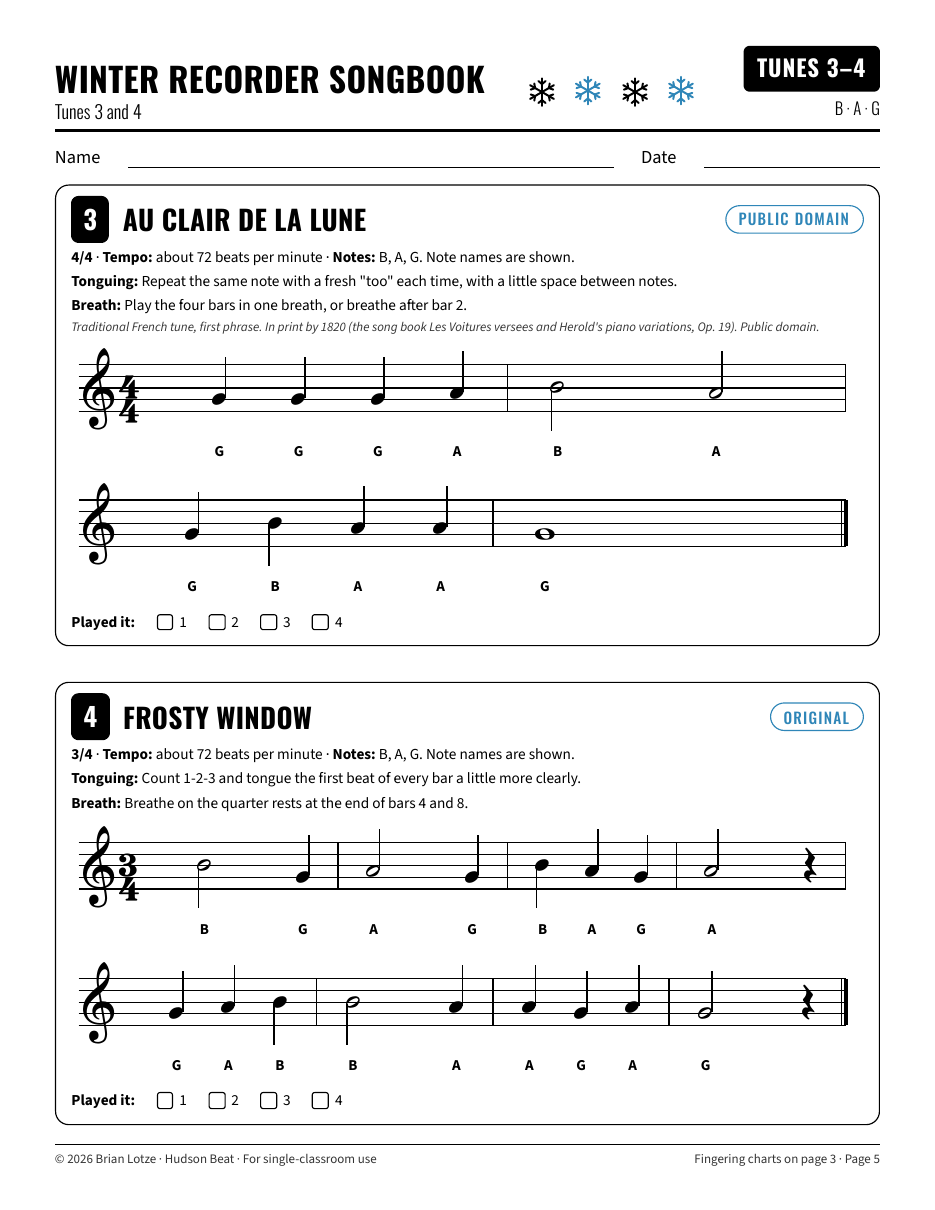 WINTER RECORDER SONGBOOK
TUNES 3–4
Tunes 3 and 4
B · A · G
Name
Date
3 AU CLAIR DE LA LUNE
PUBLIC DOMAIN
4/4 · Tempo: about 72 beats per minute · Notes: B, A, G. Note names are shown.
Tonguing: Repeat the same note with a fresh "too" each time, with a little space between notes.
Breath: Play the four bars in one breath, or breathe after bar 2.
Traditional French tune, first phrase. In print by 1820 (the song book Les Voitures versees and Herold's piano variations, Op. 19). Public domain.
4
4
G G G A B A
G B A A G
Played it: 1 2 3 4
4 FROSTY WINDOW
ORIGINAL
3/4 · Tempo: about 72 beats per minute · Notes: B, A, G. Note names are shown.
Tonguing: Count 1-2-3 and tongue the first beat of every bar a little more clearly.
Breath: Breathe on the quarter rests at the end of bars 4 and 8.
3
4
B G A G B A G A
G A B B A A G A G
Played it: 1 2 3 4
© 2026 Brian Lotze · Hudson Beat · For single-classroom use
Fingering charts on page 3 · Page 5